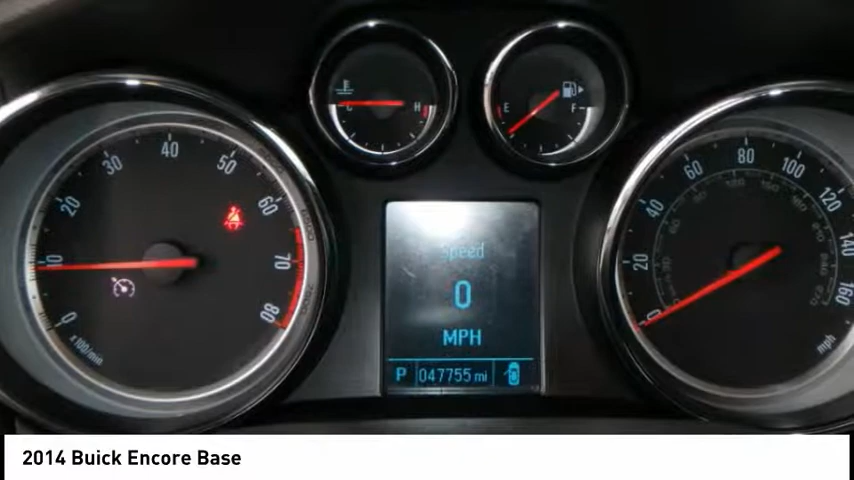 C H
E F
0 10 20 30 40 50 60 70 80
x 100/min
Speed
0
MPH
P 047755 mi
0 20 40 60 80 100 120 140 160
mph
2014 Buick Encore Base